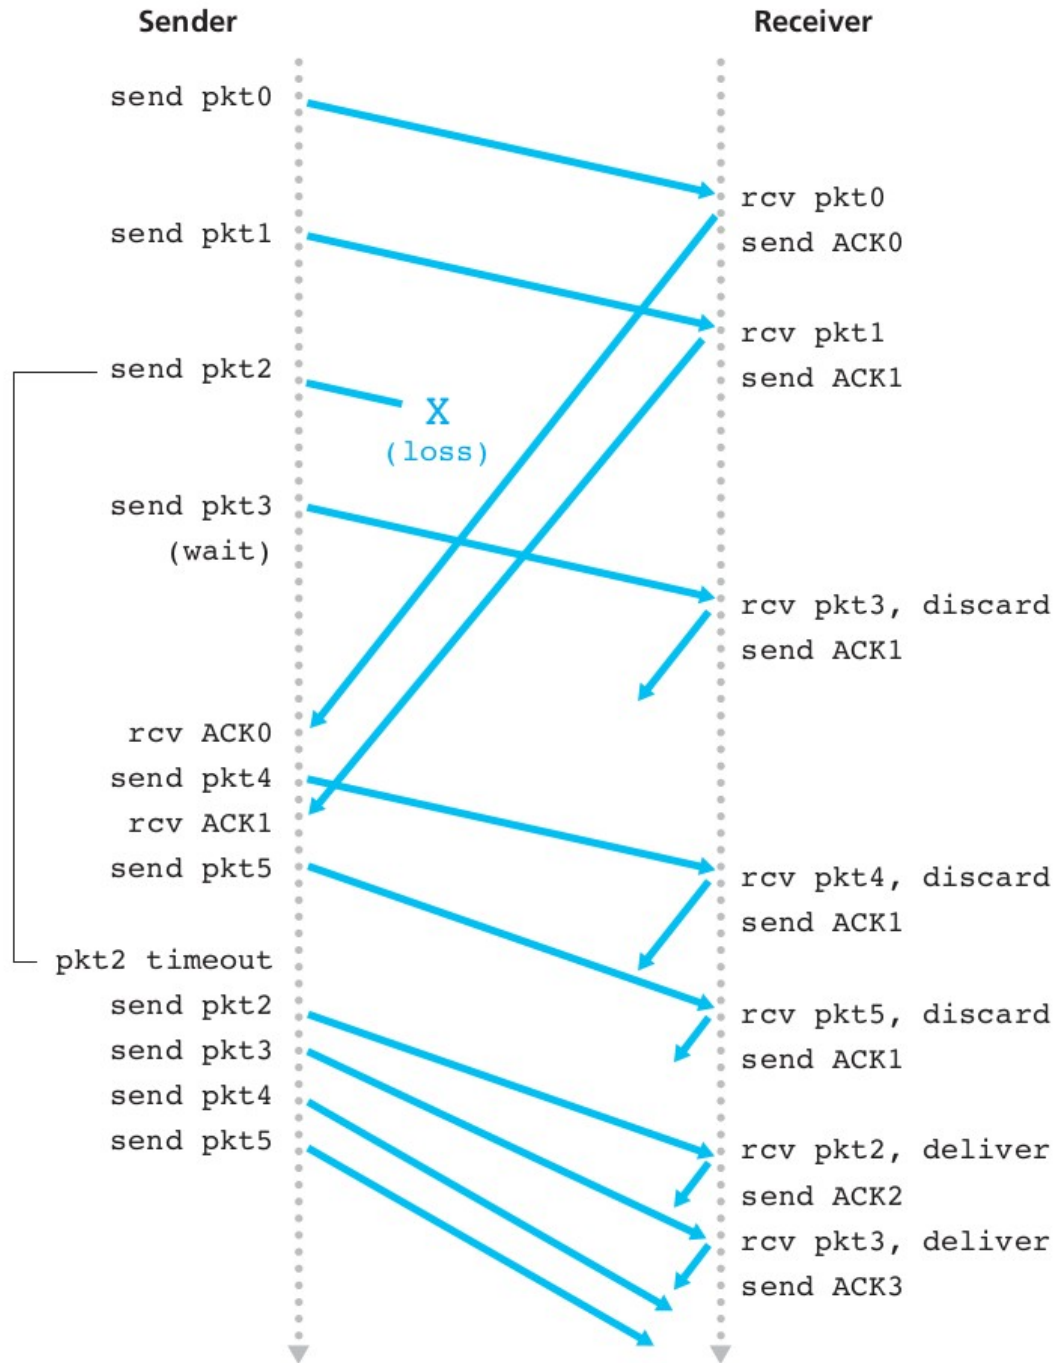 Sender
Receiver
send pkt0
rcv pkt0
send pkt1
send ACK0
rcv pkt1
send pkt2
send ACK1
X
(loss)
send pkt3
(wait)
rcv pkt3, discard
send ACK1
rcv ACK0
send pkt4
rcv ACK1
send pkt5
rcv pkt4, discard
send ACK1
pkt2 timeout
send pkt2
rcv pkt5, discard
send pkt3
send ACK1
send pkt4
send pkt5
rcv pkt2, deliver
send ACK2
rcv pkt3, deliver
send ACK3